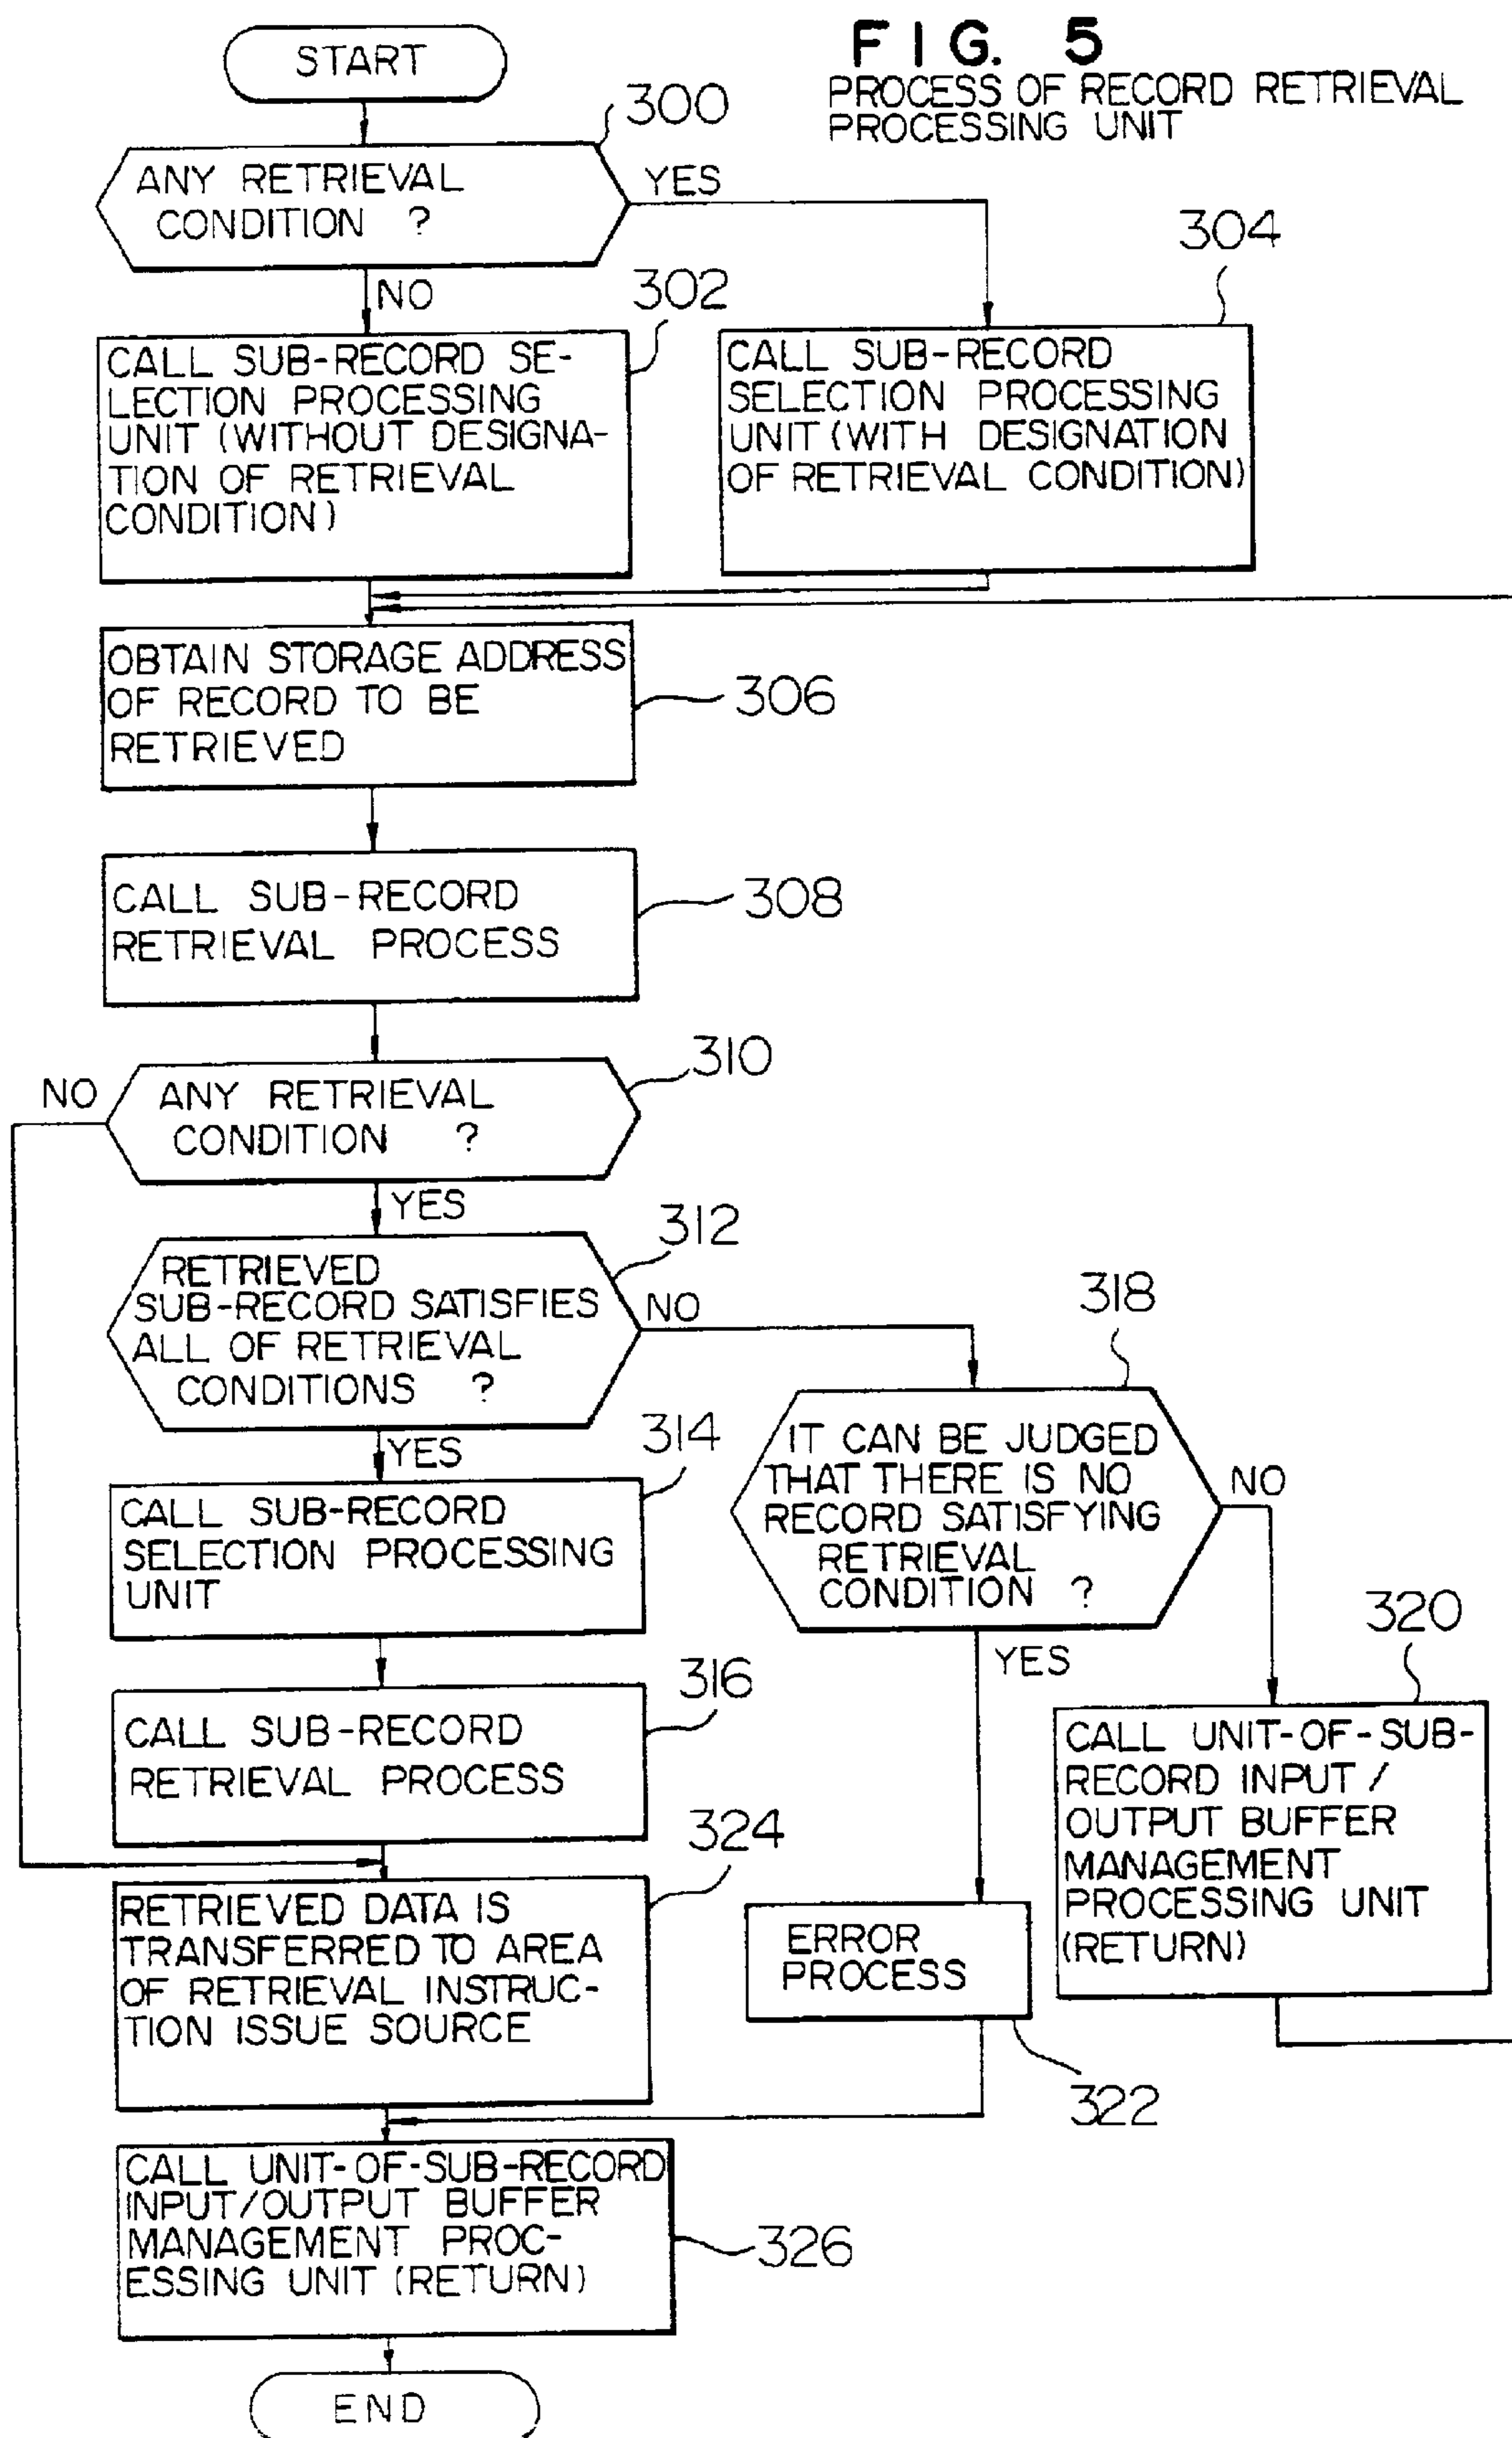 FIG. 5
PROCESS OF RECORD RETRIEVAL
PROCESSING UNIT
START
300
ANY RETRIEVAL
CONDITION ?
YES
NO
302
CALL SUB-RECORD SE-
LECTION PROCESSING
UNIT (WITHOUT DESIGNA-
TION OF RETRIEVAL
CONDITION)
304
CALL SUB-RECORD
SELECTION PROCESSING
UNIT (WITH DESIGNATION
OF RETRIEVAL CONDITION)
OBTAIN STORAGE ADDRESS
OF RECORD TO BE
RETRIEVED
306
CALL SUB-RECORD
RETRIEVAL PROCESS
308
310
NO
ANY RETRIEVAL
CONDITION ?
YES
312
RETRIEVED
SUB-RECORD SATISFIES
ALL OF RETRIEVAL
CONDITIONS ?
NO
YES
318
IT CAN BE JUDGED
THAT THERE IS NO
RECORD SATISFYING
RETRIEVAL
CONDITION ?
NO
YES
314
CALL SUB-RECORD
SELECTION PROCESSING
UNIT
316
CALL SUB-RECORD
RETRIEVAL PROCESS
320
CALL UNIT-OF-SUB-
RECORD INPUT/
OUTPUT BUFFER
MANAGEMENT
PROCESSING UNIT
(RETURN)
324
RETRIEVED DATA IS
TRANSFERRED TO AREA
OF RETRIEVAL INSTRUC-
TION ISSUE SOURCE
ERROR
PROCESS
322
CALL UNIT-OF-SUB-RECORD
INPUT/OUTPUT BUFFER
MANAGEMENT PROC-
ESSING UNIT (RETURN)
326
END